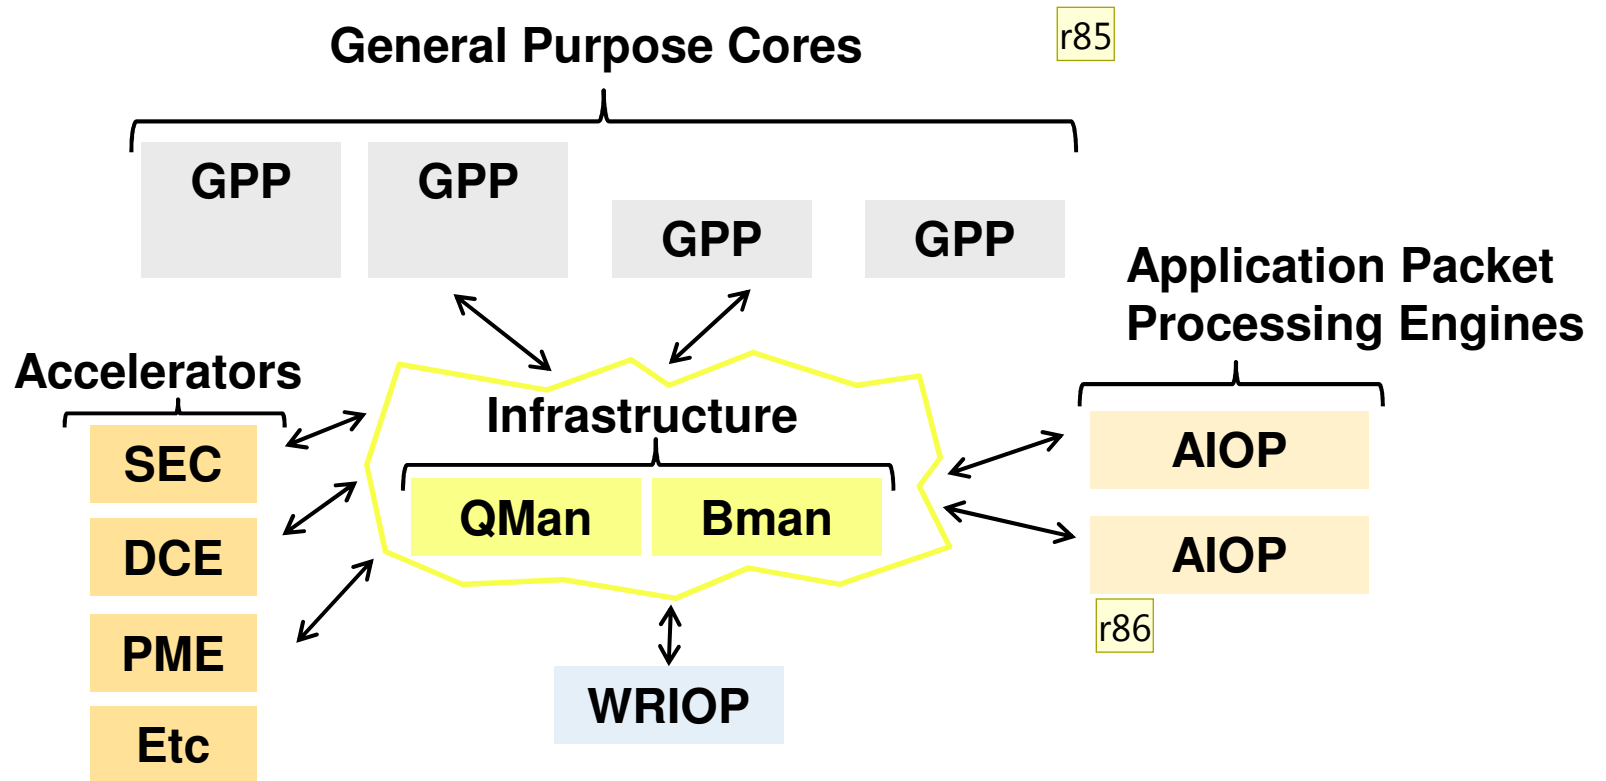 General Purpose Cores
r85
GPP
GPP
GPP
GPP
Application Packet
Processing Engines
Accelerators
Infrastructure
SEC
AIOP
QMan
Bman
DCE
AIOP
r86
PME
WRIOP
Etc